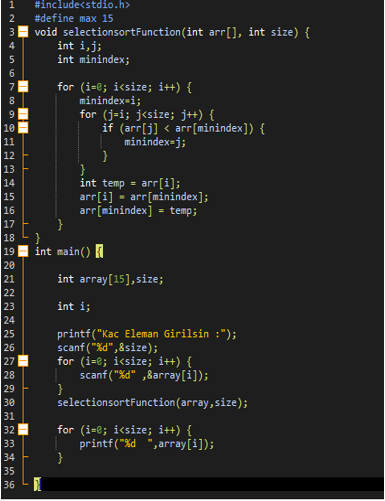 1 #include<stdio.h>
2 #define max 15
3 void selectionsortFunction(int arr[], int size) {
4 int i,j;
5 int minindex;
6
7 for (i=0; i<size; i++) {
8 minindex=i;
9 for (j=i; j<size; j++) {
10 if (arr[j] < arr[minindex]) {
11 minindex=j;
12 }
13 }
14 int temp = arr[i];
15 arr[i] = arr[minindex];
16 arr[minindex] = temp;
17 }
18 }
19 int main() {
20
21 int array[15],size;
22
23 int i;
24
25 printf("Kac Eleman Girilsin :");
26 scanf("%d",&size);
27 for (i=0; i<size; i++) {
28 scanf("%d" ,&array[i]);
29 }
30 selectionsortFunction(array,size);
31
32 for (i=0; i<size; i++) {
33 printf("%d  ",array[i]);
34 }
35
36 }